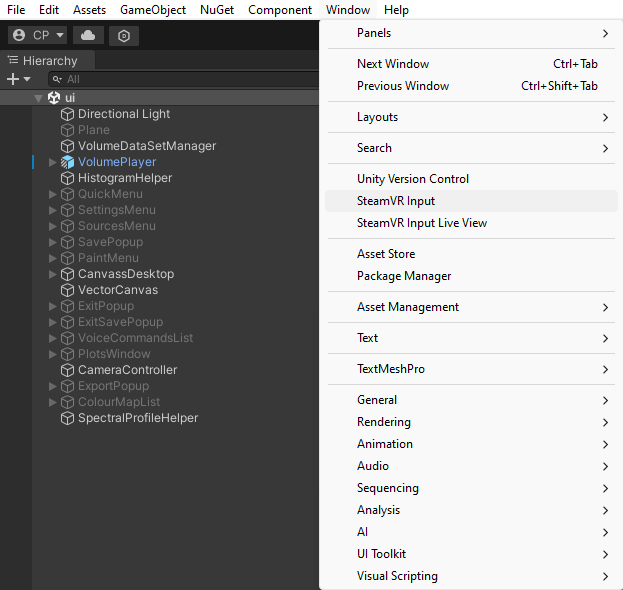 File Edit Assets GameObject NuGet Component Window Help
CP
Hierarchy
All
ui
Directional Light
Plane
VolumeDataSetManager
VolumePlayer
HistogramHelper
QuickMenu
SettingsMenu
SourcesMenu
SavePopup
PaintMenu
CanvassDesktop
VectorCanvas
ExitPopup
ExitSavePopup
VoiceCommandsList
PlotsWindow
CameraController
ExportPopup
ColourMapList
SpectralProfileHelper
Panels
Next Window Ctrl+Tab
Previous Window Ctrl+Shift+Tab
Layouts
Search
Unity Version Control
SteamVR Input
SteamVR Input Live View
Asset Store
Package Manager
Asset Management
Text
TextMeshPro
General
Rendering
Animation
Audio
Sequencing
Analysis
AI
UI Toolkit
Visual Scripting